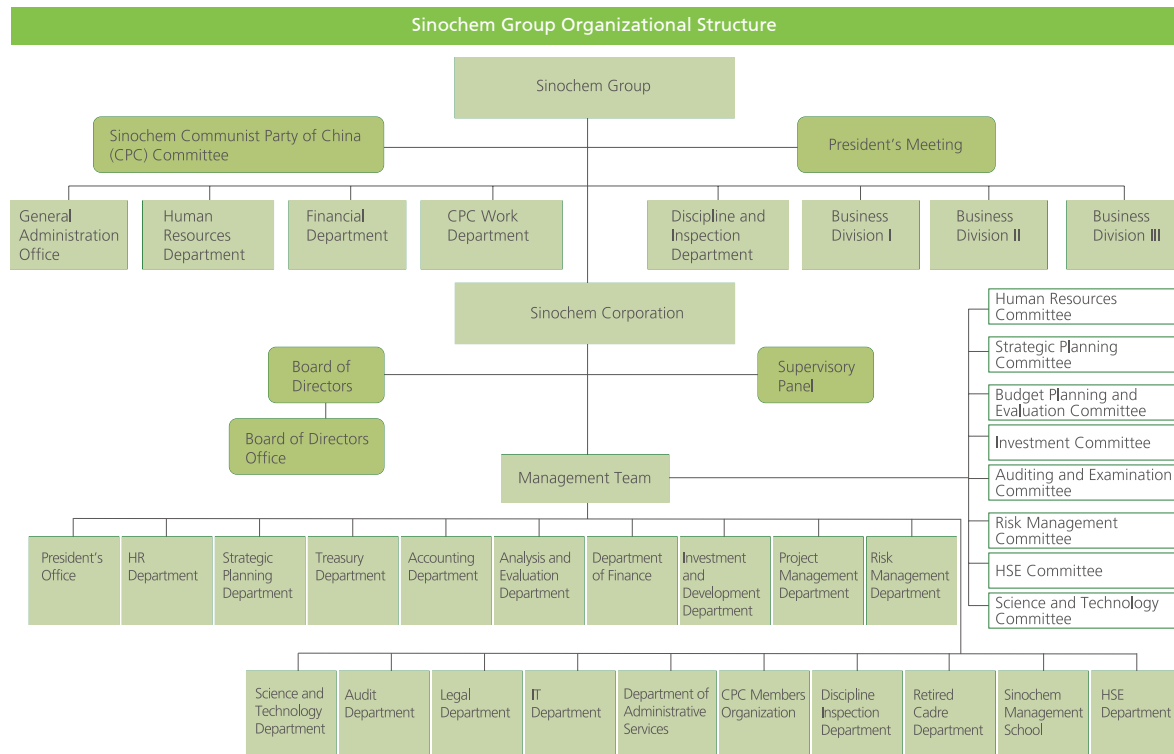 Sinochem Group Organizational Structure
Sinochem Group
Sinochem Communist Party of China
(CPC) Committee
President's Meeting
General
Administration
Office
Human
Resources
Department
Financial
Department
CPC Work
Department
Discipline and
Inspection
Department
Business
Division I
Business
Division II
Business
Division III
Sinochem Corporation
Human Resources
Committee
Strategic Planning
Committee
Budget Planning and
Evaluation Committee
Investment Committee
Auditing and Examination
Committee
Risk Management
Committee
HSE Committee
Science and Technology
Committee
Board of
Directors
Supervisory
Panel
Board of Directors
Office
Management Team
President's
Office
HR
Department
Strategic
Planning
Department
Treasury
Department
Accounting
Department
Analysis and
Evaluation
Department
Department
of Finance
Investment
and
Development
Department
Project
Management
Department
Risk
Management
Department
Science and
Technology
Department
Audit
Department
Legal
Department
IT
Department
Department of
Administrative
Services
CPC Members
Organization
Discipline
Inspection
Department
Retired
Cadre
Department
Sinochem
Management
School
HSE
Department